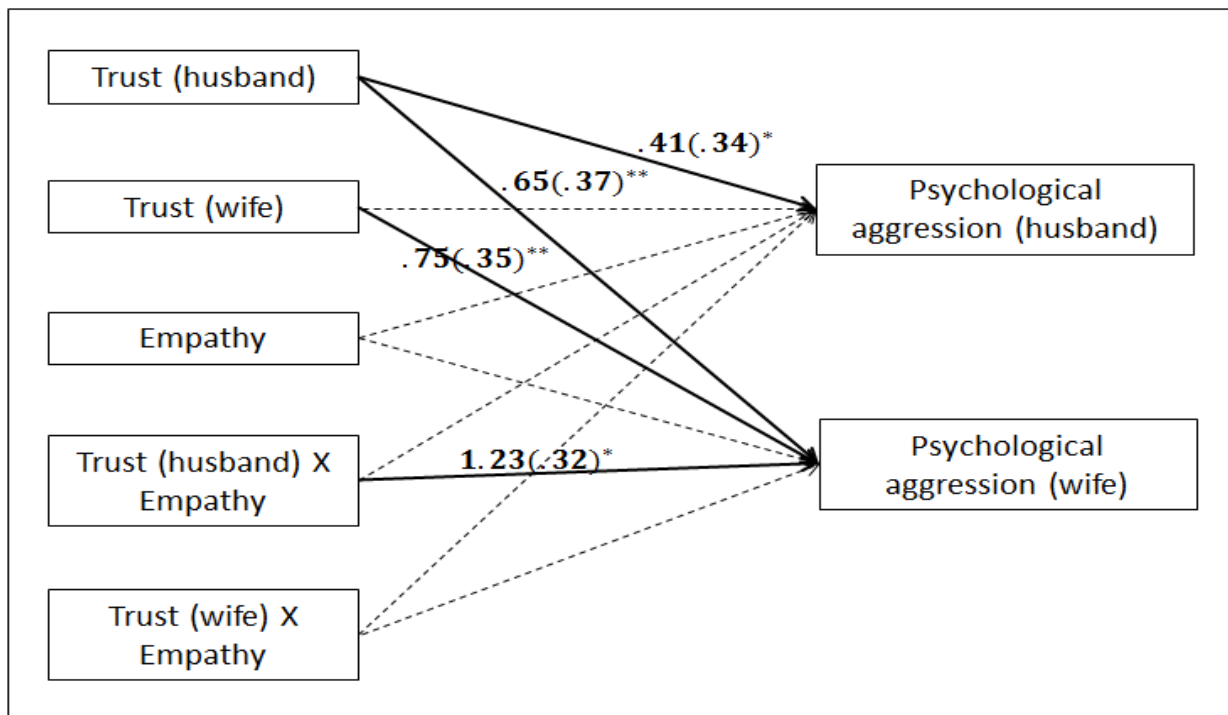 Trust (husband)
.41(.34)*
.65(.37)**
Psychological
aggression (husband)
Trust (wife)
.75(.35)**
Empathy
Psychological
aggression (wife)
Trust (husband) X
Empathy
1.23(.32)*
Trust (wife) X
Empathy